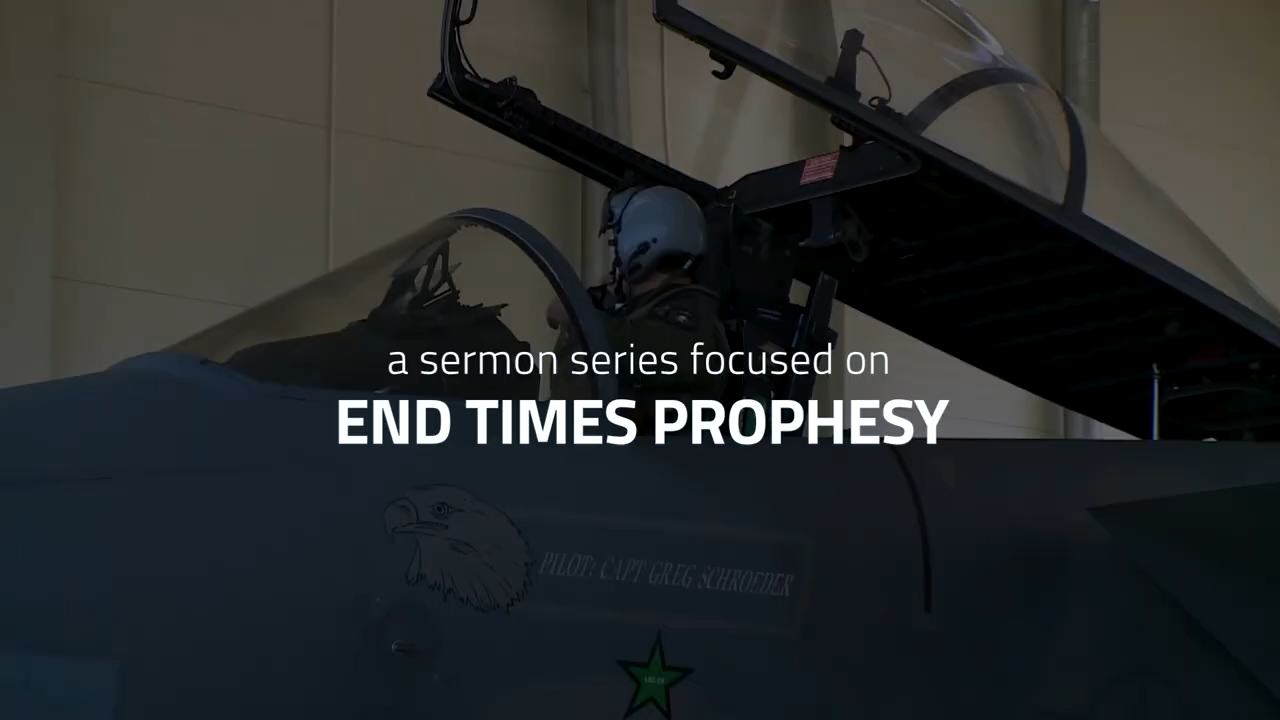 a sermon series focused on
END TIMES PROPHESY
PILOT: CAPT GREG SCHROEDER